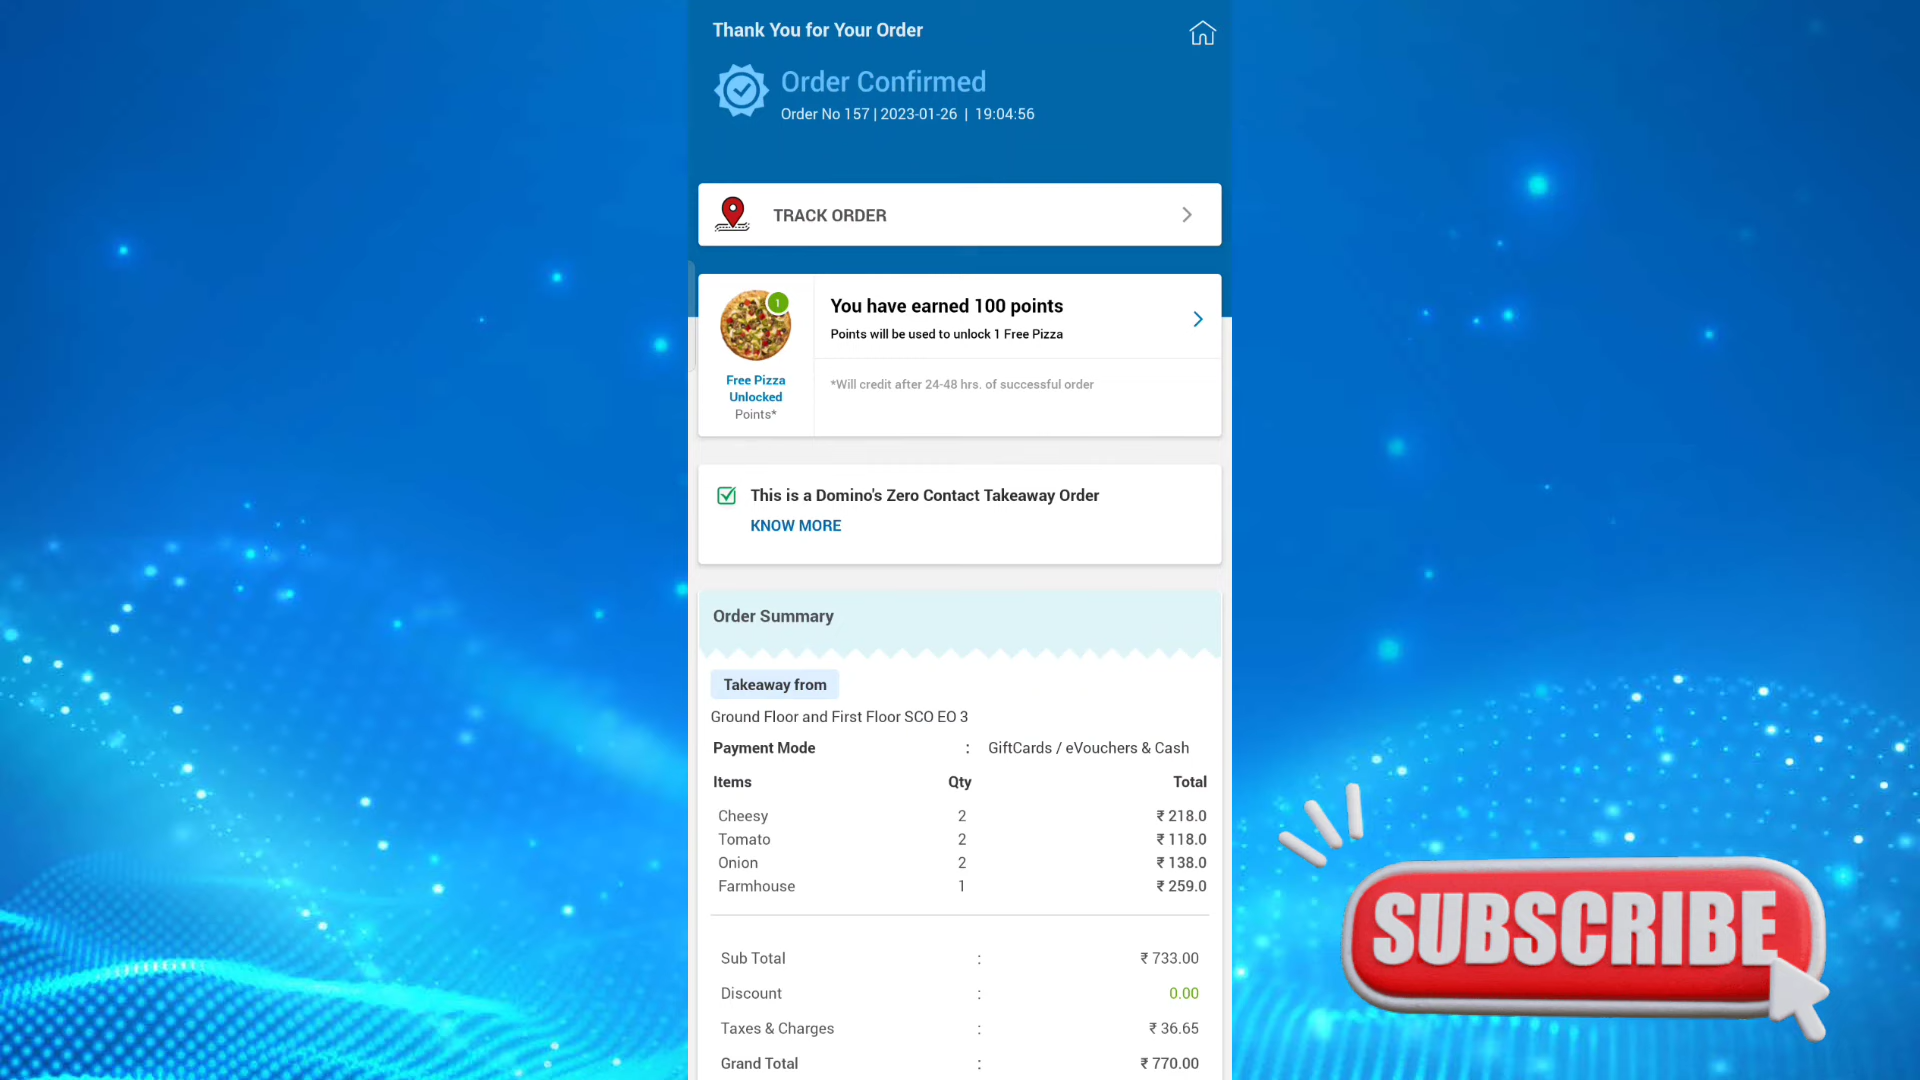 Thank You for Your Order
Order Confirmed
Order No 157 | 2023-01-26 | 19:04:56
TRACK ORDER
1
You have earned 100 points
Points will be used to unlock 1 Free Pizza
Free Pizza
Unlocked
Points*
*Will credit after 24-48 hrs. of successful order
This is a Domino's Zero Contact Takeaway Order
KNOW MORE
Order Summary
Takeaway from
Ground Floor and First Floor SCO EO 3
Payment Mode : GiftCards / eVouchers & Cash
Items Qty Total
Cheesy 2 ₹ 218.0
Tomato 2 ₹ 118.0
Onion 2 ₹ 138.0
Farmhouse 1 ₹ 259.0
Sub Total : ₹ 733.00
Discount : 0.00
Taxes & Charges : ₹ 36.65
Grand Total : ₹ 770.00
SUBSCRIBE